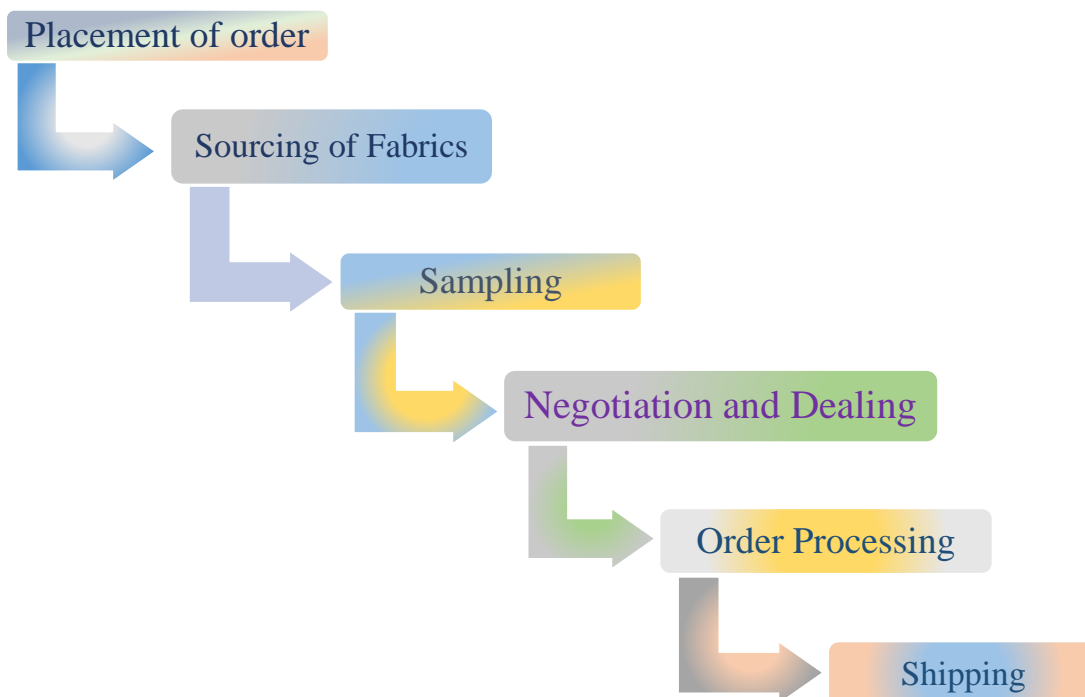 Placement of order
Sourcing of Fabrics
Sampling
Negotiation and Dealing
Order Processing
Shipping